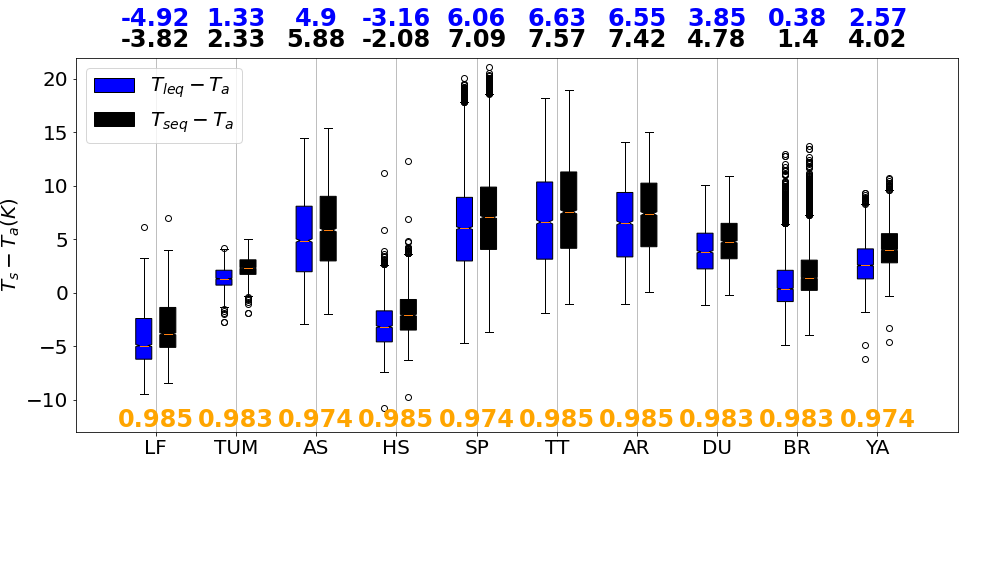 -4.92 1.33 4.9 -3.16 6.06 6.63 6.55 3.85 0.38 2.57
-3.82 2.33 5.88 -2.08 7.09 7.57 7.42 4.78 1.4 4.02
T_{leq} − T_a
T_{seq} − T_a
T_s − T_a(K)
20
15
10
5
0
−5
−10
0.985 0.983 0.974 0.985 0.974 0.985 0.985 0.983 0.983 0.974
LF TUM AS HS SP TT AR DU BR YA